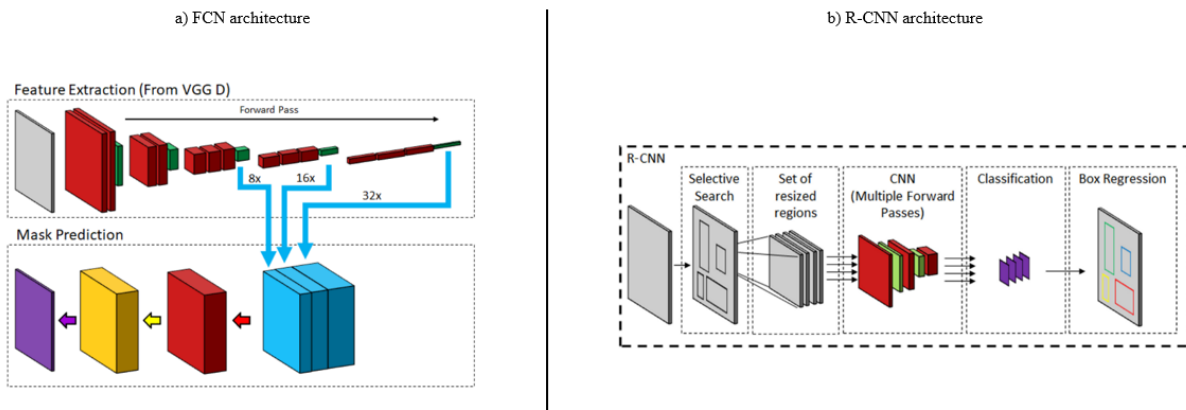 a) FCN architecture
Feature Extraction (From VGG D)
Forward Pass
8x
16x
32x
Mask Prediction
b) R-CNN architecture
R-CNN
Selective
Search
Set of
resized
regions
CNN
(Multiple Forward
Passes)
Classification
Box Regression